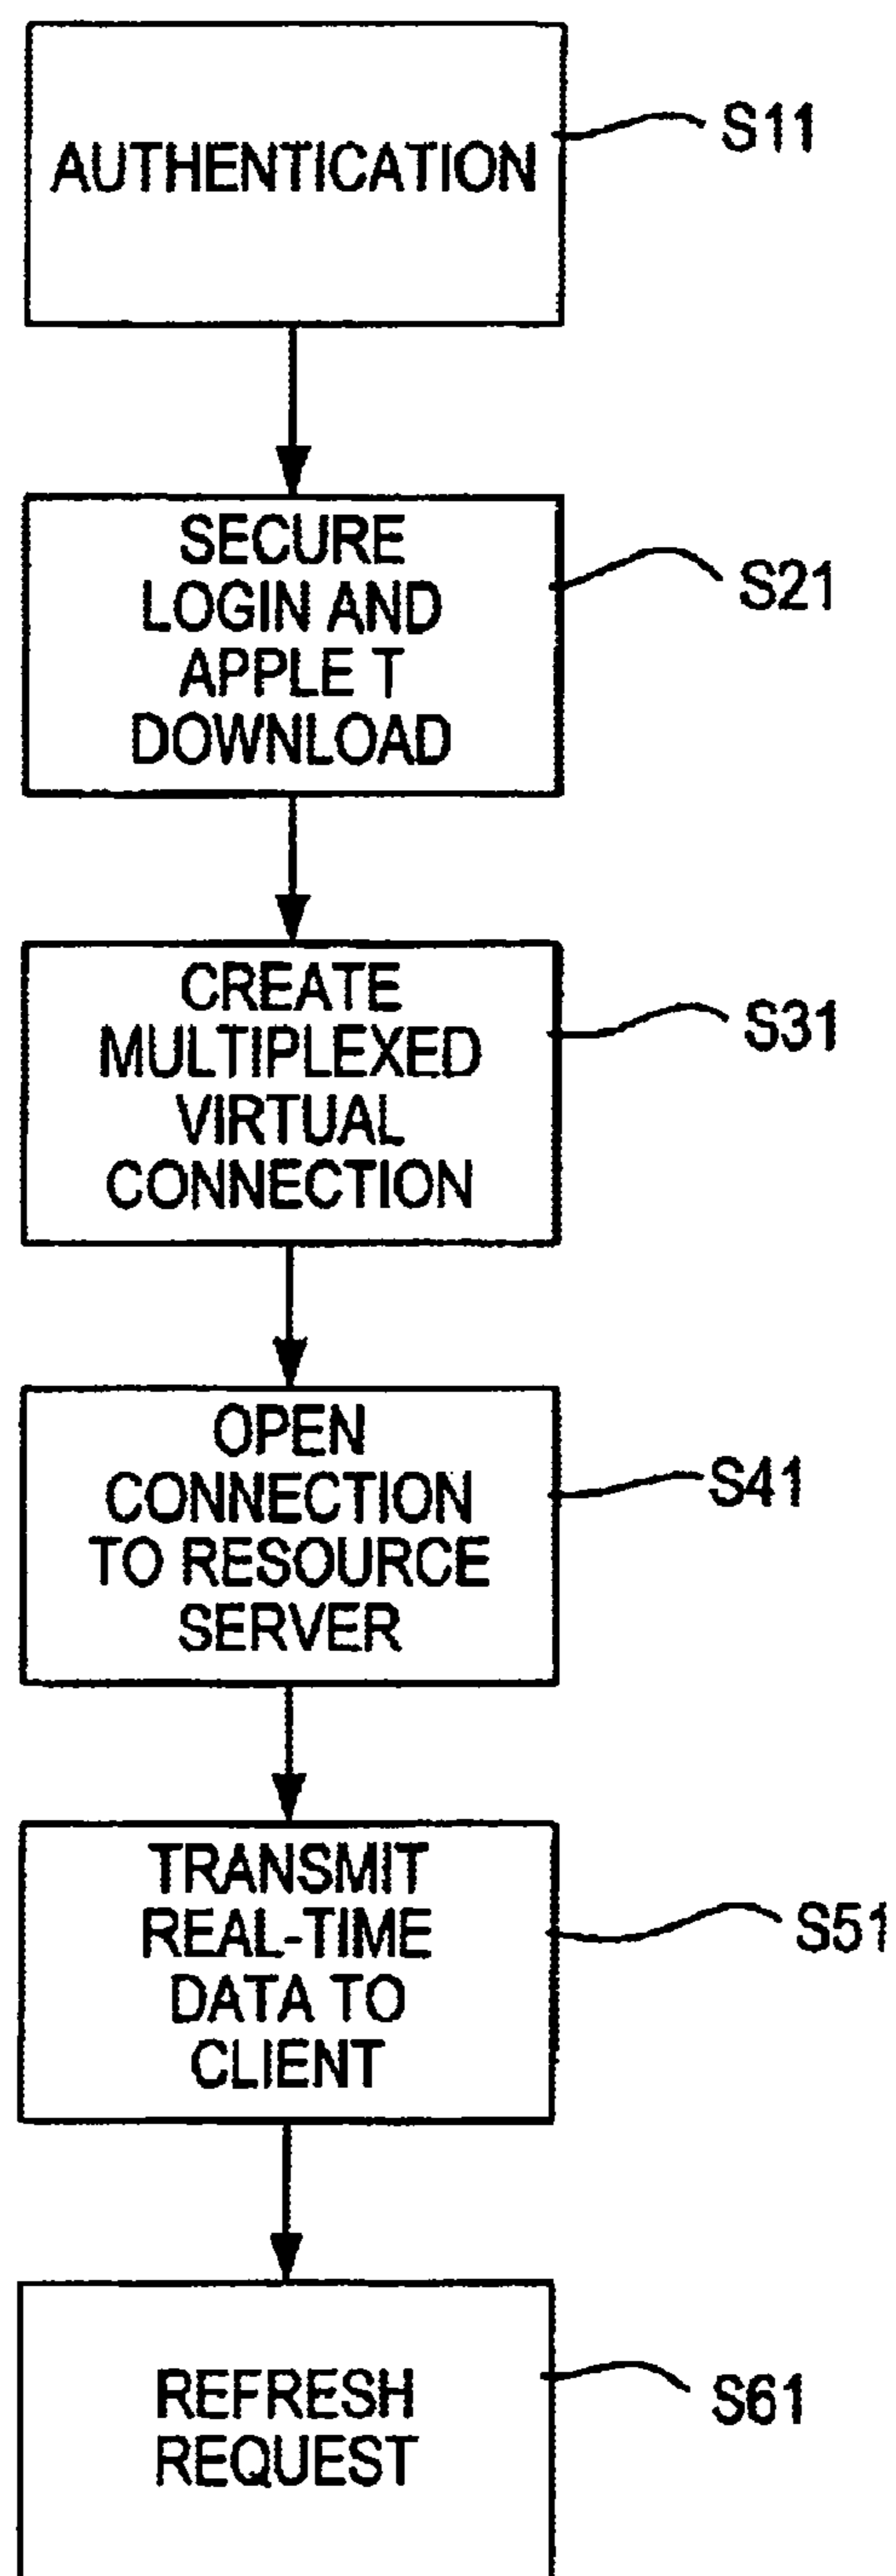 AUTHENTICATION
S11
SECURE
LOGIN AND
APPLE T
DOWNLOAD
S21
CREATE
MULTIPLEXED
VIRTUAL
CONNECTION
S31
OPEN
CONNECTION
TO RESOURCE
SERVER
S41
TRANSMIT
REAL-TIME
DATA TO
CLIENT
S51
REFRESH
REQUEST
S61